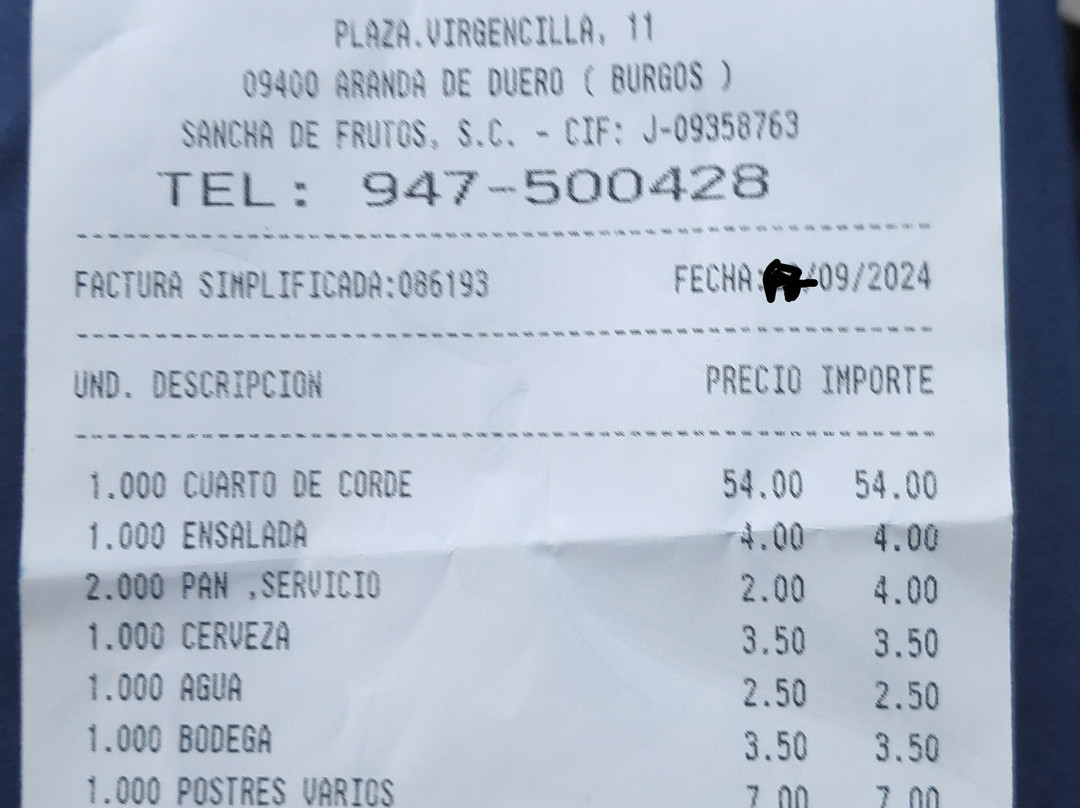 PLAZA.VIRGENCILLA, 11
09400 ARANDA DE DUERO ( BURGOS )
SANCHA DE FRUTOS, S.C. - CIF: J-09358763
TEL: 947-500428
FACTURA SIMPLIFICADA:086193 FECHA: /09/2024
UND. DESCRIPCION PRECIO IMPORTE
1.000 CUARTO DE CORDE 54.00 54.00
1.000 ENSALADA 4.00 4.00
2.000 PAN ,SERVICIO 2.00 4.00
1.000 CERVEZA 3.50 3.50
1.000 AGUA 2.50 2.50
1.000 BODEGA 3.50 3.50
1.000 POSTRES VARIOS 7.00 7.00